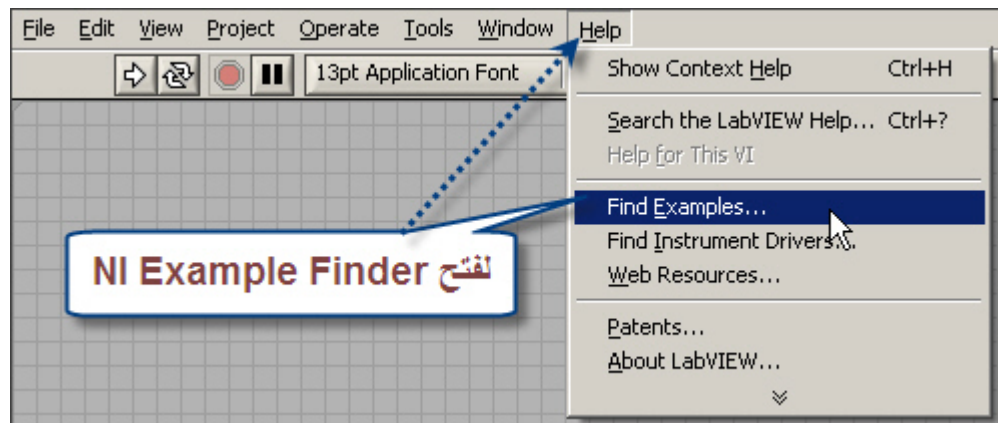 File Edit View Project Operate Tools Window Help
13pt Application Font
Show Context Help Ctrl+H
Search the LabVIEW Help... Ctrl+?
Help for This VI
Find Examples...
Find Instrument Drivers...
Web Resources...
Patents...
About LabVIEW...
لفتح NI Example Finder